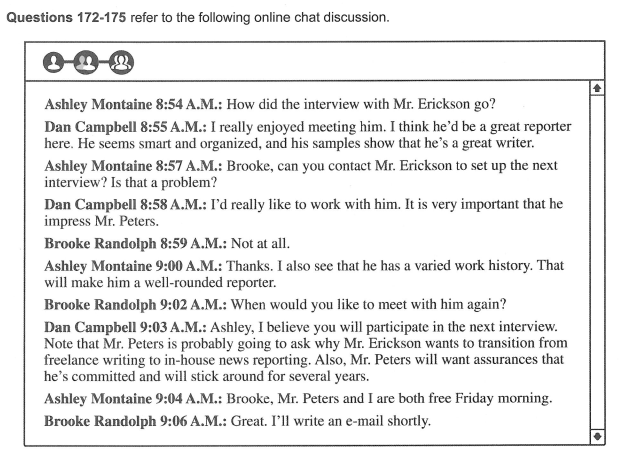 Questions 172-175 refer to the following online chat discussion.
Ashley Montaine 8:54 A.M.: How did the interview with Mr. Erickson go?
Dan Campbell 8:55 A.M.: I really enjoyed meeting him. I think he'd be a great reporter
here. He seems smart and organized, and his samples show that he's a great writer.
Ashley Montaine 8:57 A.M.: Brooke, can you contact Mr. Erickson to set up the next
interview? Is that a problem?
Dan Campbell 8:58 A.M.: I'd really like to work with him. It is very important that he
impress Mr. Peters.
Brooke Randolph 8:59 A.M.: Not at all.
Ashley Montaine 9:00 A.M.: Thanks. I also see that he has a varied work history. That
will make him a well-rounded reporter.
Brooke Randolph 9:02 A.M.: When would you like to meet with him again?
Dan Campbell 9:03 A.M.: Ashley, I believe you will participate in the next interview.
Note that Mr. Peters is probably going to ask why Mr. Erickson wants to transition from
freelance writing to in-house news reporting. Also, Mr. Peters will want assurances that
he's committed and will stick around for several years.
Ashley Montaine 9:04 A.M.: Brooke, Mr. Peters and I are both free Friday morning.
Brooke Randolph 9:06 A.M.: Great. I'll write an e-mail shortly.